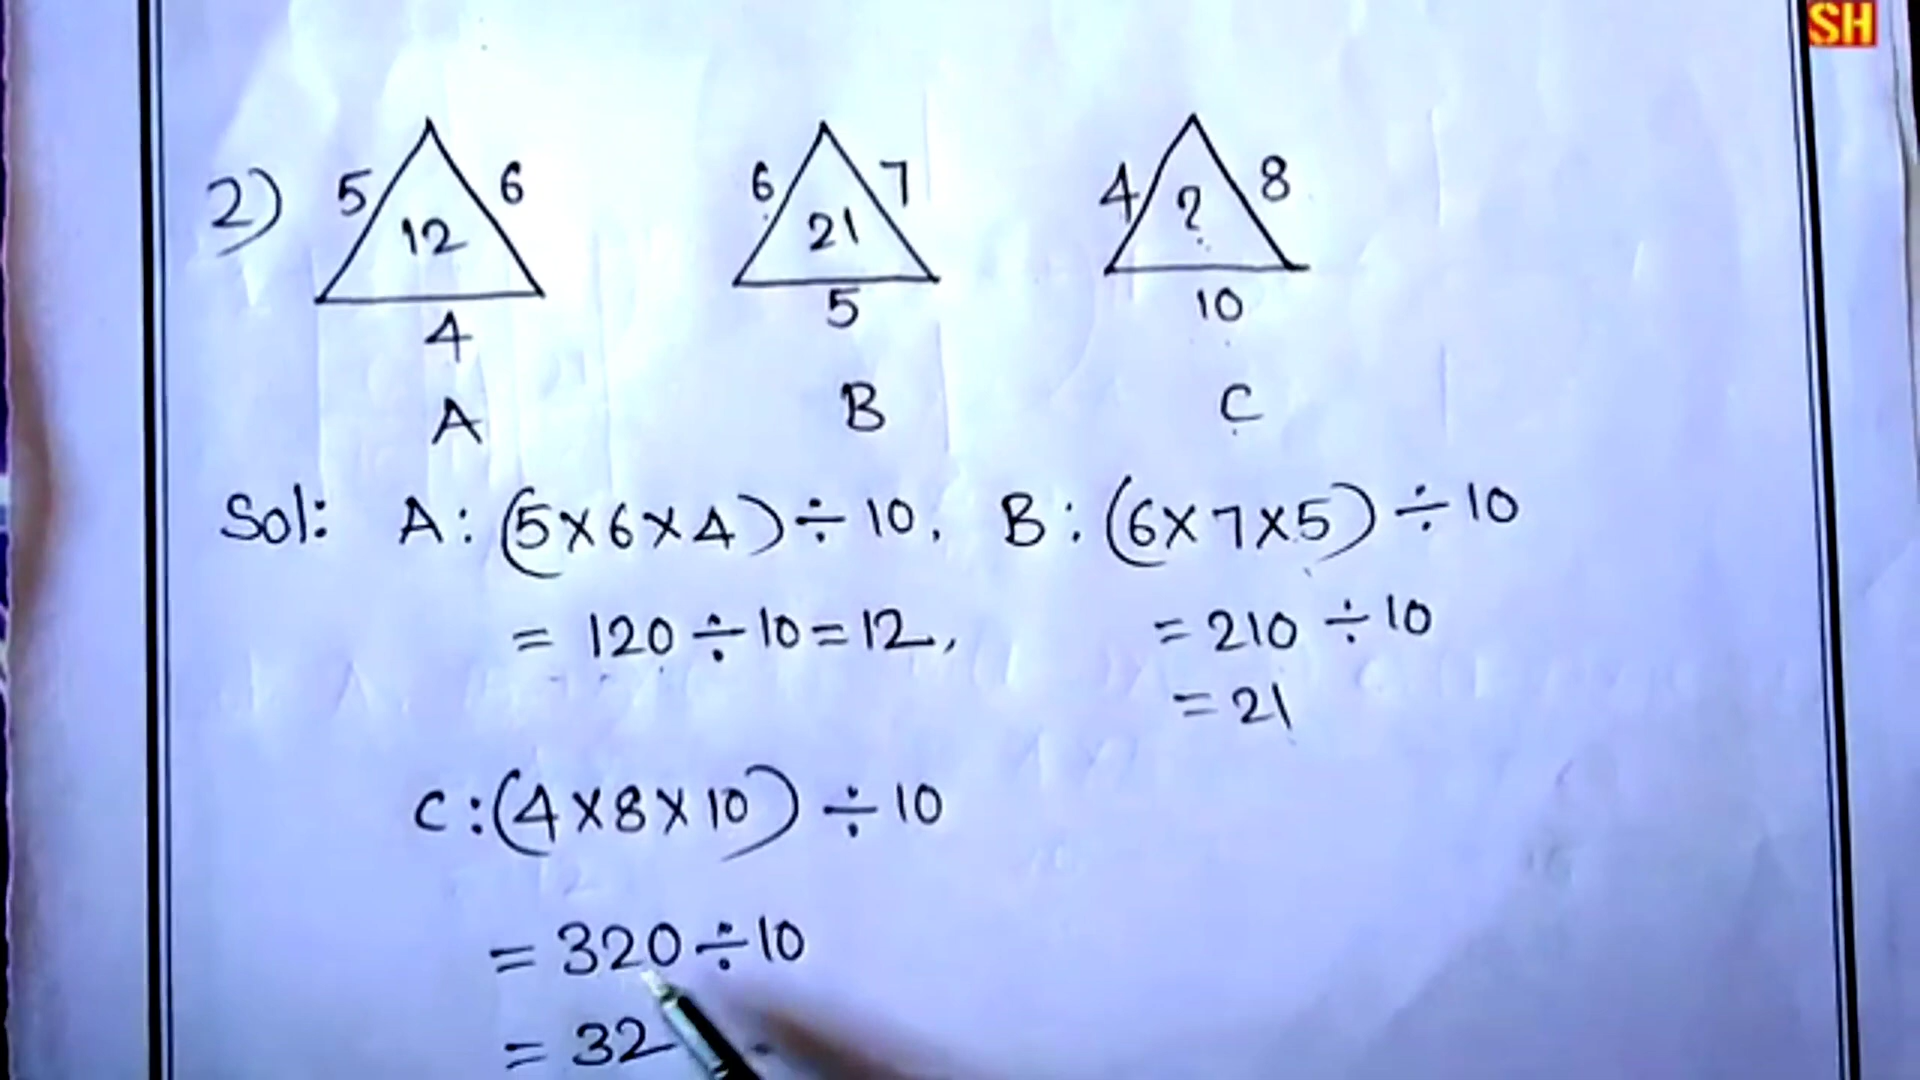 SH
2) 5 6 12 4 6 7 21 5 4 8 ? 10
A B C
Sol: A: (5×6×4)÷10, B: (6×7×5)÷10
= 120÷10=12, =210÷10
=21
C:(4×8×10)÷10
=320÷10
=32